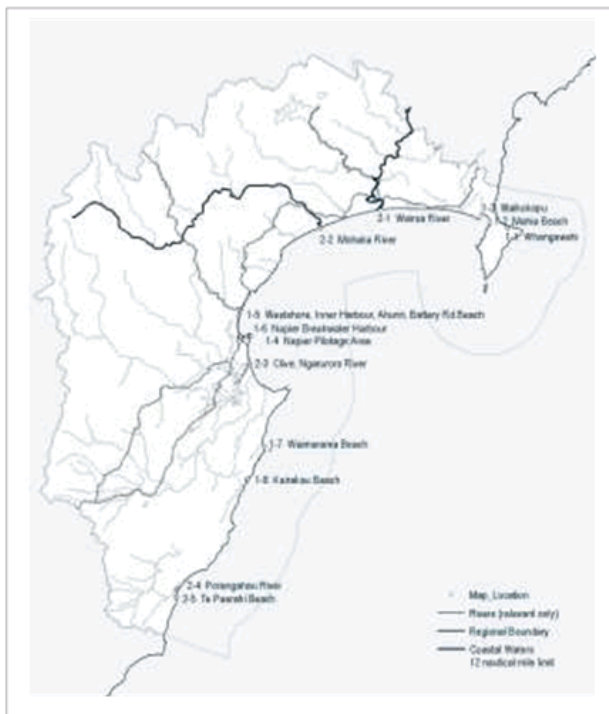 1-3 Waikokopu
1-2 Mahia Beach
1-1 Whangawehi
2-1 Wairoa River
2-2 Mohaka River
1-5 Westshore, Inner Harbour, Ahuriri, Battery Rd Beach
1-6 Napier Breakwater Harbour
1-4 Napier Pilotage Area
2-3 Clive, Ngaruroro River
1-7 Waimarama Beach
1-8 Kairakau Beach
2-4 Porangahau River
2-5 Te Paerahi Beach
Map_Location
Rivers (relevant only)
Regional Boundary
Coastal Waters
12 nautical mile limit